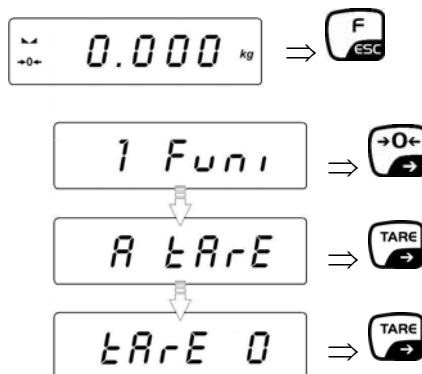 →0← 0.000 kg ⇒ F ESC
1 Funi ⇒ →0← →
A tArE ⇒ TARE →
tArE 0 ⇒ TARE →